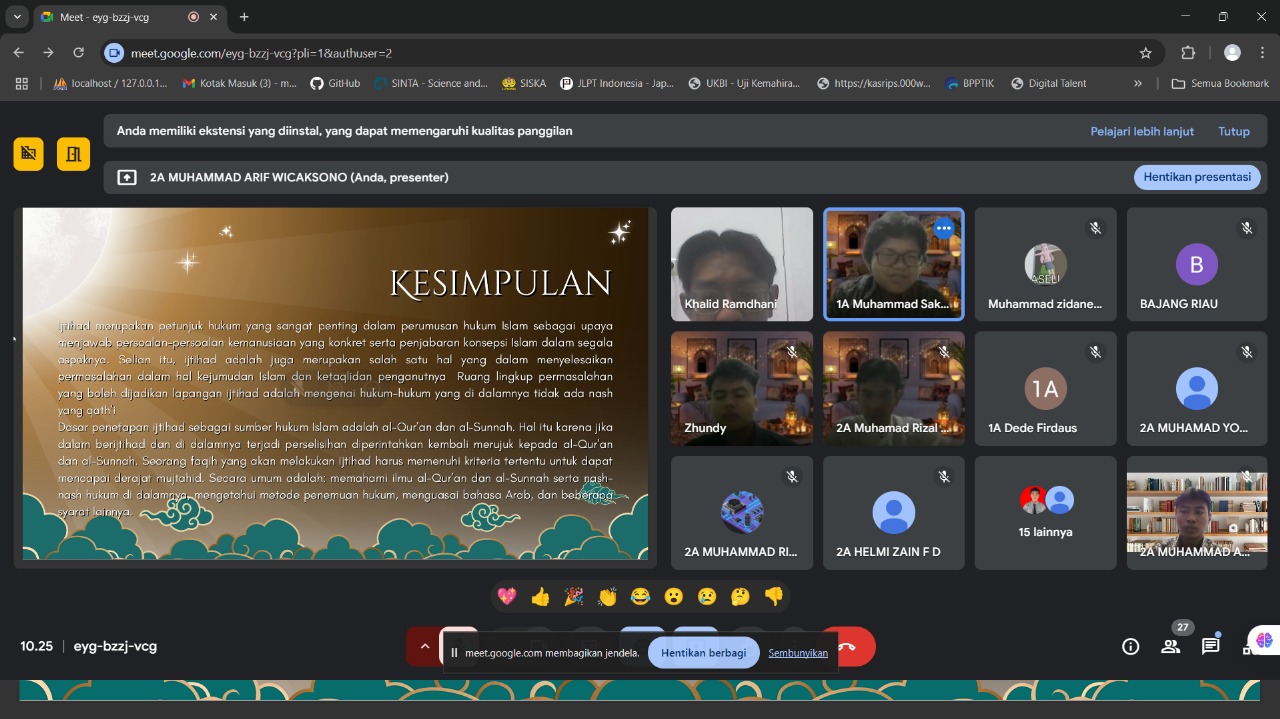 Meet - eyg-bzzj-vcg
meet.google.com/eyg-bzzj-vcg?pli=1&authuser=2
localhost / 127.0.0.1...
Kotak Masuk (3) - m...
GitHub
SINTA - Science and...
SISKA
JLPT Indonesia - Jap...
UKBI - Uji Kemahira...
https://kasrips.000w...
BPPTIK
Digital Talent
Semua Bookmark
Anda memiliki ekstensi yang diinstal, yang dapat memengaruhi kualitas panggilan
Pelajari lebih lanjut
Tutup
2A MUHAMMAD ARIF WICAKSONO (Anda, presenter)
Hentikan presentasi
KESIMPULAN
Ijtihad merupakan petunjuk hukum yang sangat penting dalam perumusan hukum Islam sebagai upaya
menjawab persoalan-persoalan kemanusiaan yang konkret serta penjabaran konsepsi Islam dalam segala
aspeknya. Selian itu, ijtihad adalah juga merupakan salah satu hal yang dalam menyelesaikan
permasalahan dalam hal kejumudan Islam dan ketaqlidan penganutnya Ruang lingkup permasalahan
yang boleh dijadikan lapangan ijtihad adalah mengenai hukum-hukum yang di dalamnya tidak ada nash
yang qath'i
Dasar penetapan ijtihad sebagai sumber hukum Islam adalah al-Qur'an dan al-Sunnah. Hal itu karena jika
dalam berijtihad dan di dalamnya terjadi perselisihan diperintahkan kembali merujuk kepada al-Qur'an
dan al-Sunnah. Seorang faqih yang akan melakukan ijtihad harus memenuhi kriteria tertentu untuk dapat
mencapai derajat mujtahid. Secara umum adalah: memahami ilmu al-Qur'an dan al-Sunnah serta nash-
nash hukum di dalamnya, mengetahui metode penemuan hukum, menguasai bahasa Arab, dan beberapa
syarat lainnya.
Khalid Ramdhani
1A Muhammad Sak...
ASELI
Muhammad zidane...
B
BAJANG RIAU
Zhundy
2A Muhamad Rizal ...
1A
1A Dede Firdaus
2A MUHAMAD YO...
2A MUHAMMAD RI...
2A HELMI ZAIN F D
15 lainnya
2A MUHAMMAD A...
10.25
eyg-bzzj-vcg
meet.google.com membagikan jendela.
Hentikan berbagi
Sembunyikan
27